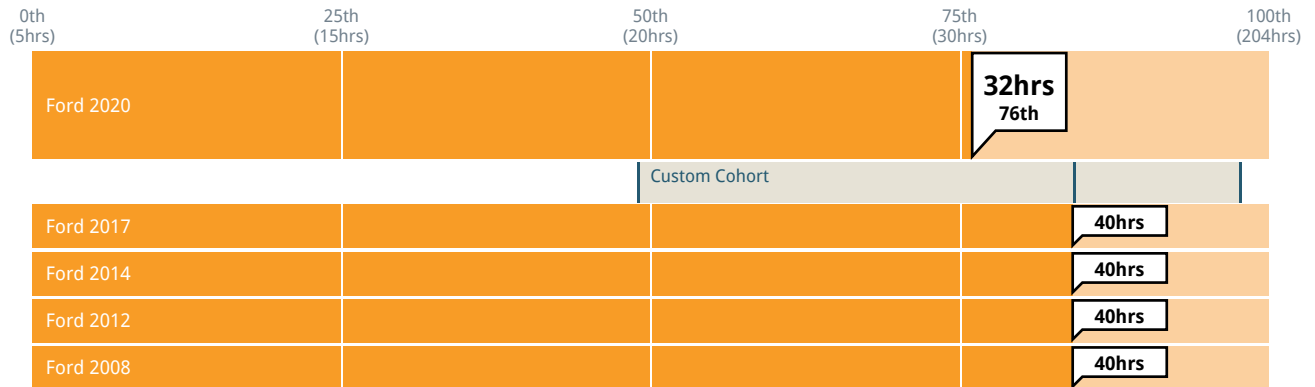 0th 25th 50th 75th 100th
(5hrs) (15hrs) (20hrs) (30hrs) (204hrs)
Ford 2020
32hrs
76th
Custom Cohort
Ford 2017 40hrs
Ford 2014 40hrs
Ford 2012 40hrs
Ford 2008 40hrs